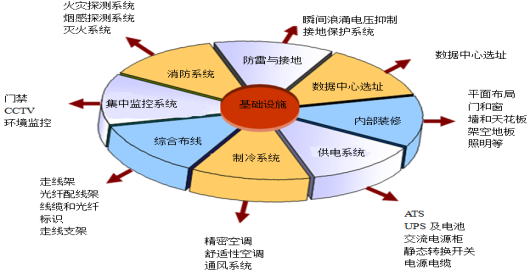 火灾探测系统
烟感探测系统
灭火系统
瞬间浪涌电压抑制
接地保护系统
数据中心选址
平面布局
门和窗
墙和天花板
架空地板
照明等
ATS
UPS 及电池
交流电源柜
静态转换开关
电源电缆
精密空调
舒适性空调
通风系统
走线架
光纤配线架
线缆和光纤
标识
走线支架
门禁
CCTV
环境监控
消防系统
防雷与接地
数据中心选址
内部装修
供电系统
制冷系统
综合布线
集中监控系统
基础设施